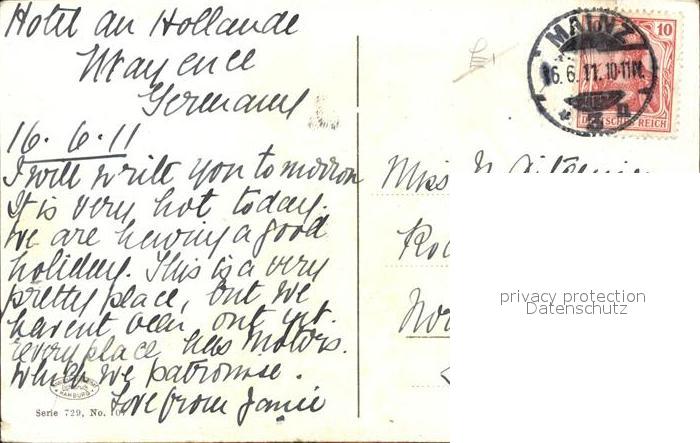 Hotel du Hollande
Mayence
Germany
16.6.11
I will write you tomorrow
It is very hot today.
We are having a good
holiday. This is a very
pretty place, but we
havent been out yet.
every place has motors.
which we patronise.
Love from Janie
Serie 729, No. 10
HAMBURG
MAINZ
16.6.11.10-11N.
* 3
10
DEUTSCHES REICH
Miss
privacy protection
Datenschutz